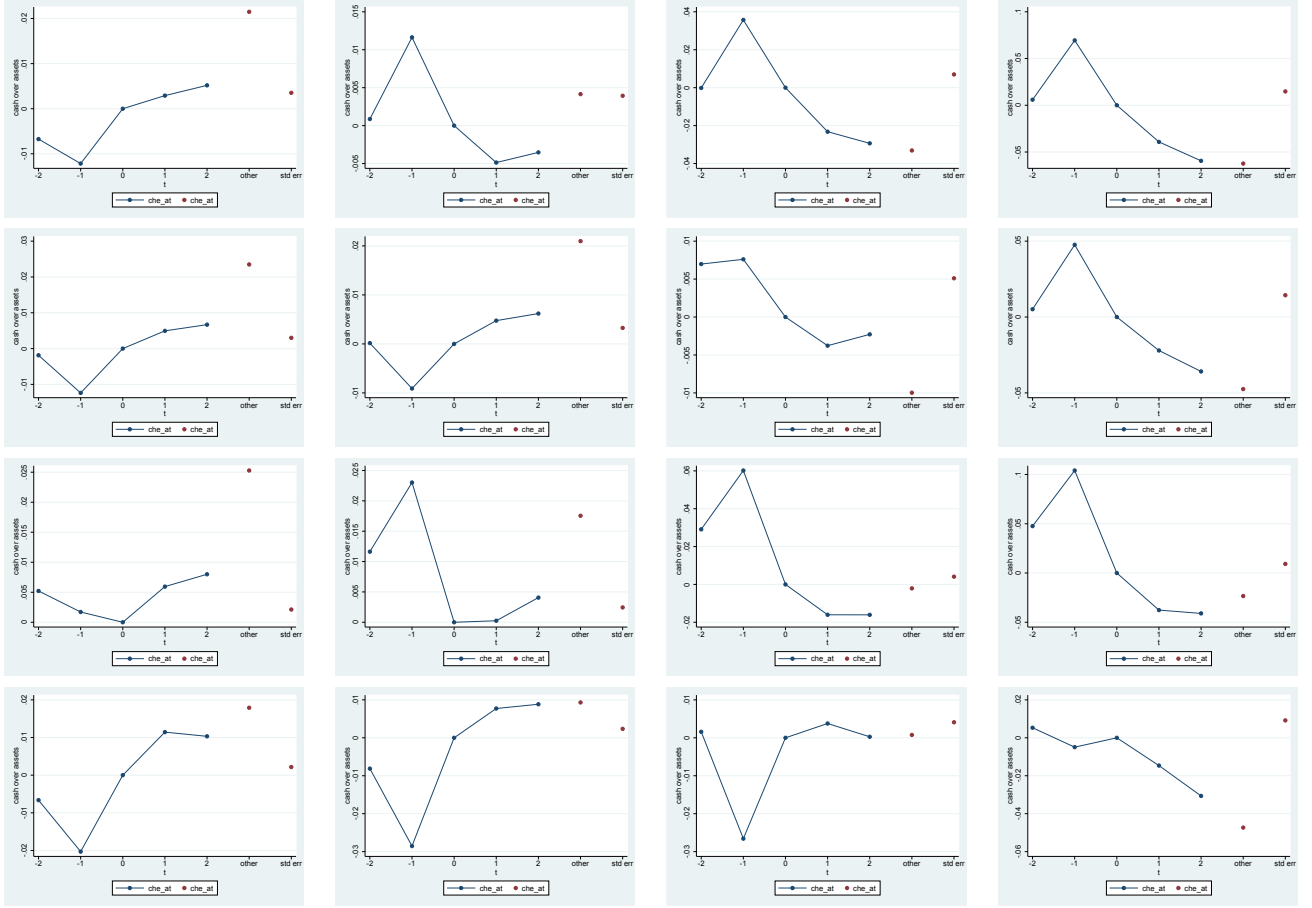 cash over assets
.02
.01
0
-.01
-2 -1 0 1 2 other std err
t
che_at che_at
cash over assets
.015
.01
.005
0
-.005
-2 -1 0 1 2 other std err
t
che_at che_at
cash over assets
.04
.02
0
-.02
-.04
-2 -1 0 1 2 other std err
t
che_at che_at
cash over assets
.1
.05
0
-.05
-2 -1 0 1 2 other std err
t
che_at che_at
cash over assets
.03
.02
.01
0
-.01
-2 -1 0 1 2 other std err
t
che_at che_at
cash over assets
.02
.01
0
-.01
-2 -1 0 1 2 other std err
t
che_at che_at
cash over assets
.01
.005
0
-.005
-.01
-2 -1 0 1 2 other std err
t
che_at che_at
cash over assets
.05
0
-.05
-2 -1 0 1 2 other std err
t
che_at che_at
cash over assets
.025
.02
.015
.01
.005
0
-2 -1 0 1 2 other std err
t
che_at che_at
cash over assets
.025
.02
.015
.01
.005
0
-2 -1 0 1 2 other std err
t
che_at che_at
cash over assets
.06
.04
.02
0
-.02
-2 -1 0 1 2 other std err
t
che_at che_at
cash over assets
.1
.05
0
-.05
-2 -1 0 1 2 other std err
t
che_at che_at
cash over assets
.02
.01
0
-.01
-.02
-2 -1 0 1 2 other std err
t
che_at che_at
cash over assets
.01
0
-.01
-.02
-.03
-2 -1 0 1 2 other std err
t
che_at che_at
cash over assets
.01
0
-.01
-.02
-.03
-2 -1 0 1 2 other std err
t
che_at che_at
cash over assets
.02
0
-.02
-.04
-.06
-2 -1 0 1 2 other std err
t
che_at che_at